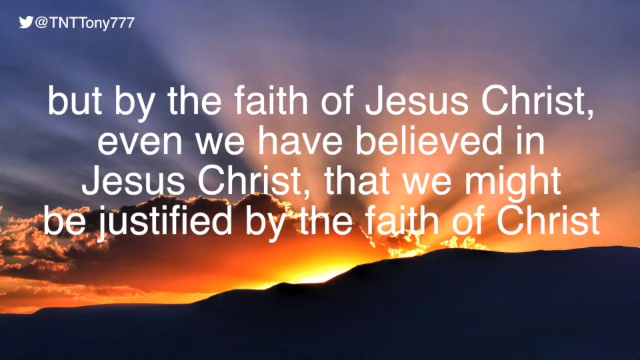 @TNTTony777
but by the faith of Jesus Christ,
even we have believed in
Jesus Christ, that we might
be justified by the faith of Christ